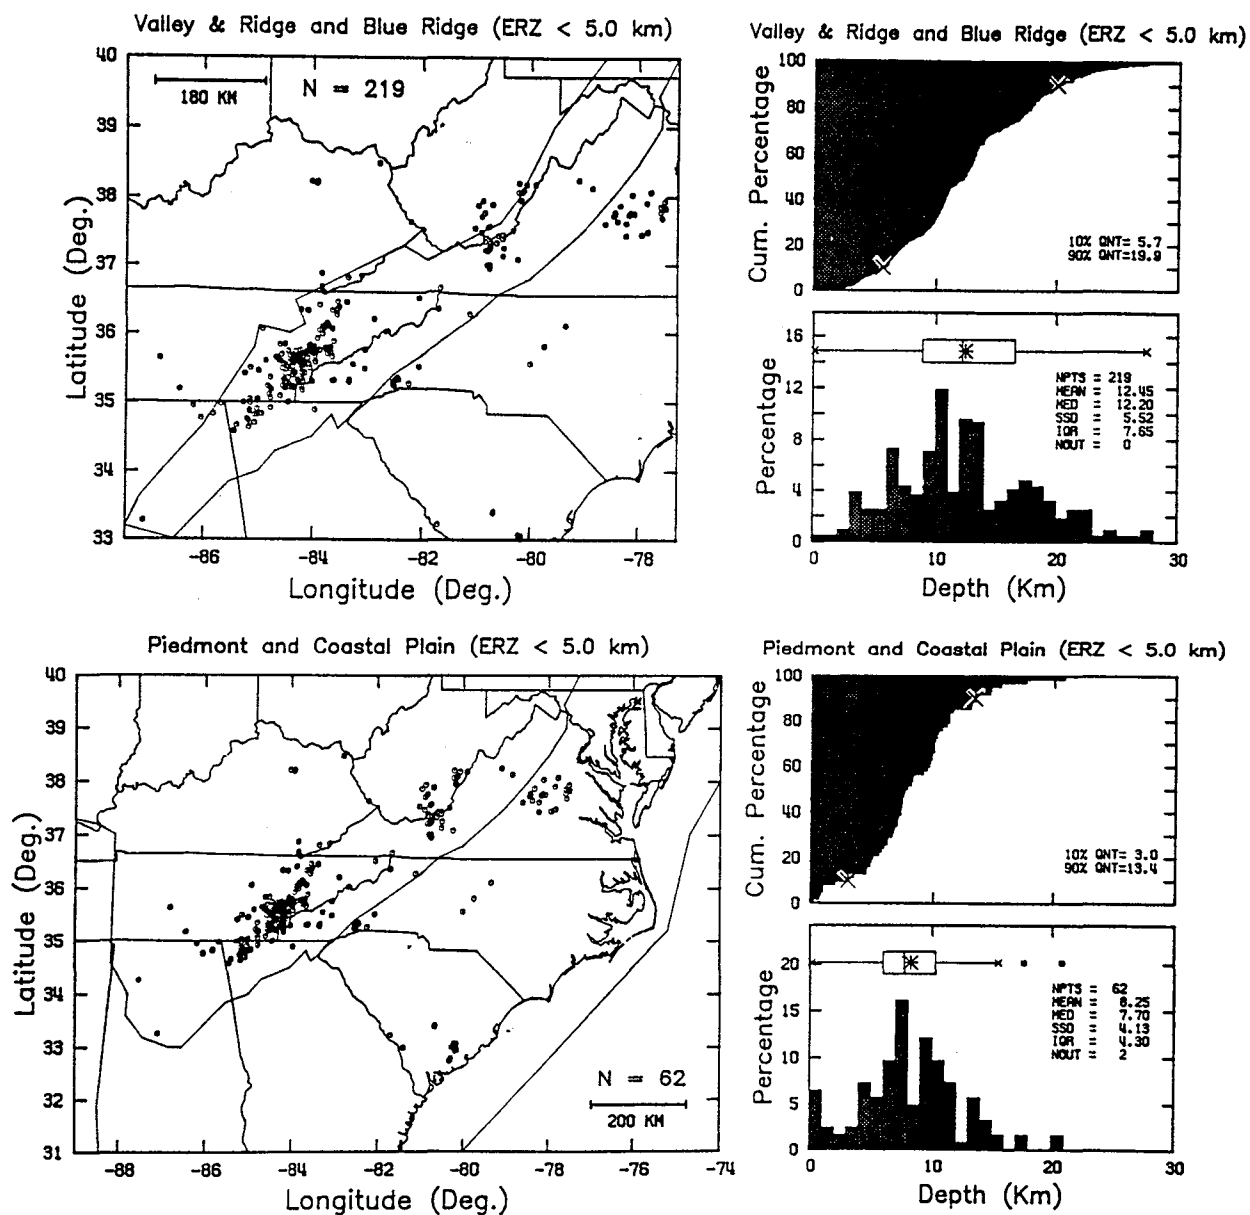 Valley & Ridge and Blue Ridge (ERZ < 5.0 km)
40
39
38
37
36
35
34
33
180 KM
N = 219
Latitude (Deg.)
-86
-84
-82
-80
-78
Longitude (Deg.)
Valley & Ridge and Blue Ridge (ERZ < 5.0 km)
100
80
60
40
20
0
Cum. Percentage
10% QNT= 5.7
90% QNT=19.9
16
12
8
4
0
Percentage
NPTS = 219
MEAN = 12.45
MED = 12.20
SSD = 5.52
IQR = 7.65
NOUT = 0
0
10
20
30
Depth (Km)
Piedmont and Coastal Plain (ERZ < 5.0 km)
40
39
38
37
36
35
34
33
32
31
Latitude (Deg.)
N = 62
200 KM
-88
-86
-84
-82
-80
-78
-76
-74
Longitude (Deg.)
Piedmont and Coastal Plain (ERZ < 5.0 km)
100
80
60
40
20
0
Cum. Percentage
10% QNT= 3.0
90% QNT=13.4
20
15
10
5
0
Percentage
NPTS = 62
MEAN = 8.25
MED = 7.70
SSD = 4.13
IQR = 4.30
NOUT = 2
0
10
20
30
Depth (Km)